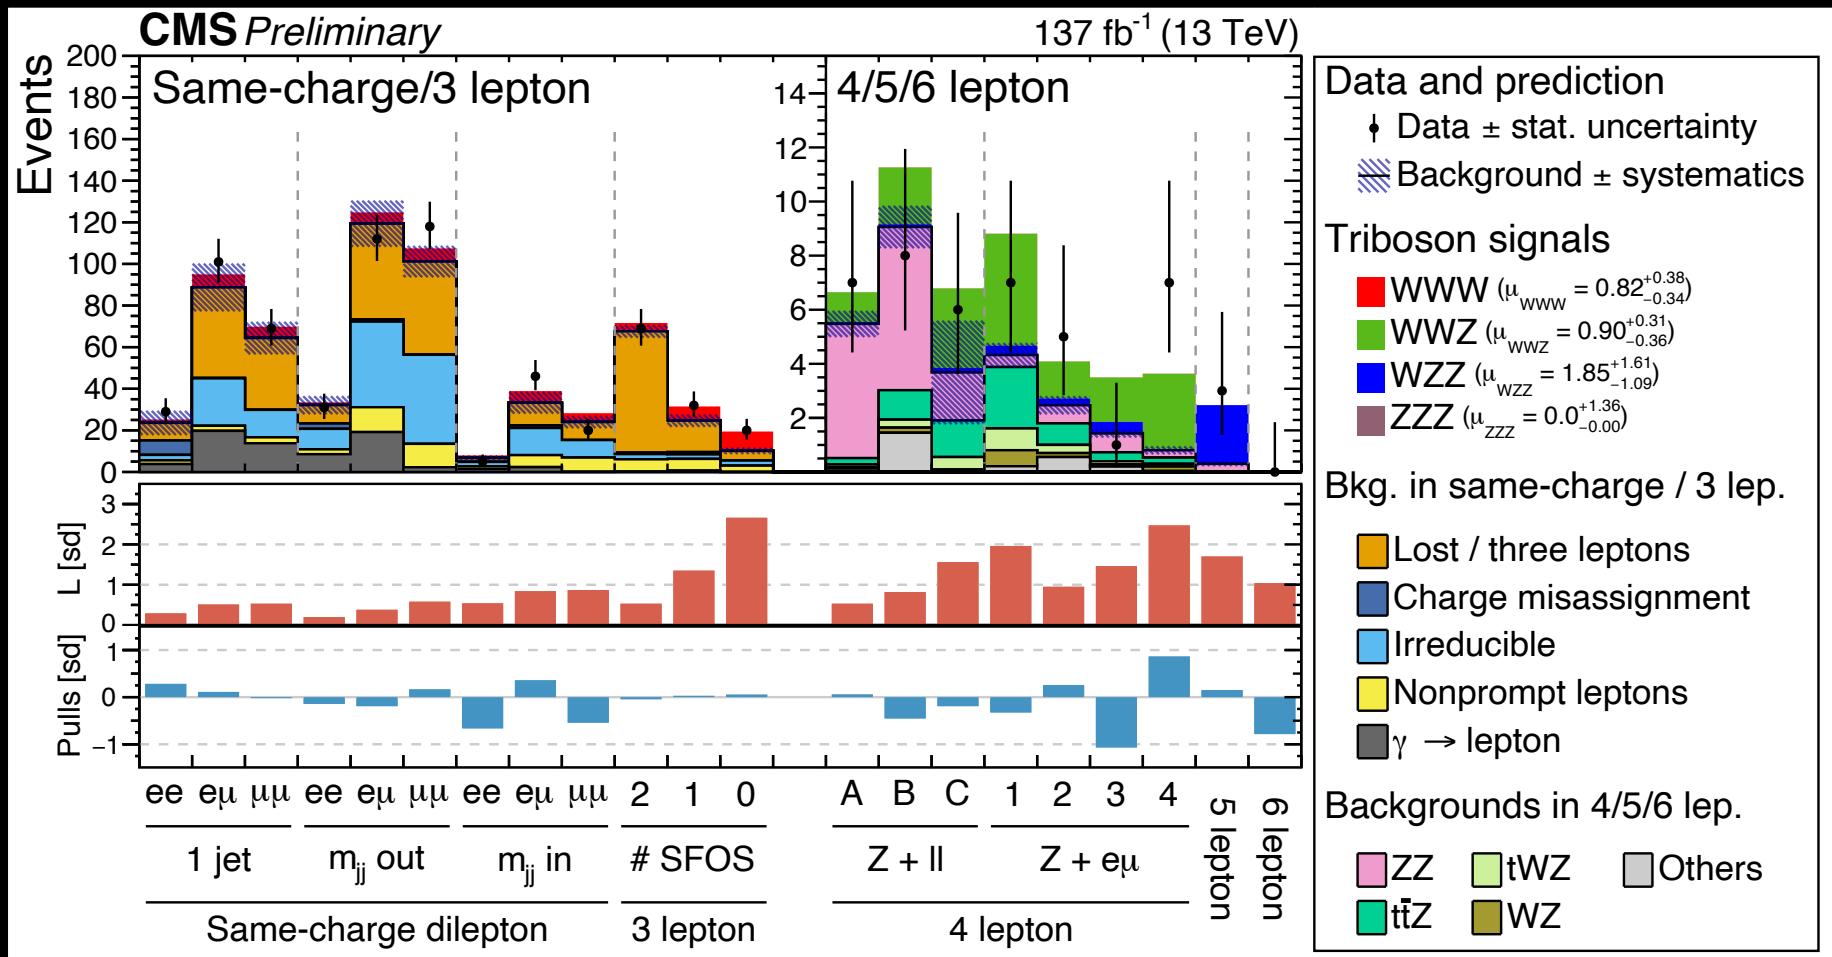 CMS Preliminary
137 fb⁻¹ (13 TeV)
Events
200
180
160
140
120
100
80
60
40
20
0
Same-charge/3 lepton
14
12
10
8
6
4
2
4/5/6 lepton
L [sd]
3
2
1
0
Pulls [sd]
1
0
−1
ee eμ μμ ee eμ μμ ee eμ μμ 2 1 0 A B C 1 2 3 4
5 lepton
6 lepton
1 jet
m_jj out
m_jj in
# SFOS
Z + ll
Z + eμ
Same-charge dilepton
3 lepton
4 lepton
Data and prediction
Data ± stat. uncertainty
Background ± systematics
Triboson signals
WWW (μ_WWW = 0.82 +0.38 −0.34)
WWZ (μ_WWZ = 0.90 +0.31 −0.36)
WZZ (μ_WZZ = 1.85 +1.61 −1.09)
ZZZ (μ_ZZZ = 0.0 +1.36 −0.00)
Bkg. in same-charge / 3 lep.
Lost / three leptons
Charge misassignment
Irreducible
Nonprompt leptons
γ → lepton
Backgrounds in 4/5/6 lep.
ZZ tWZ Others
tt̄Z WZ